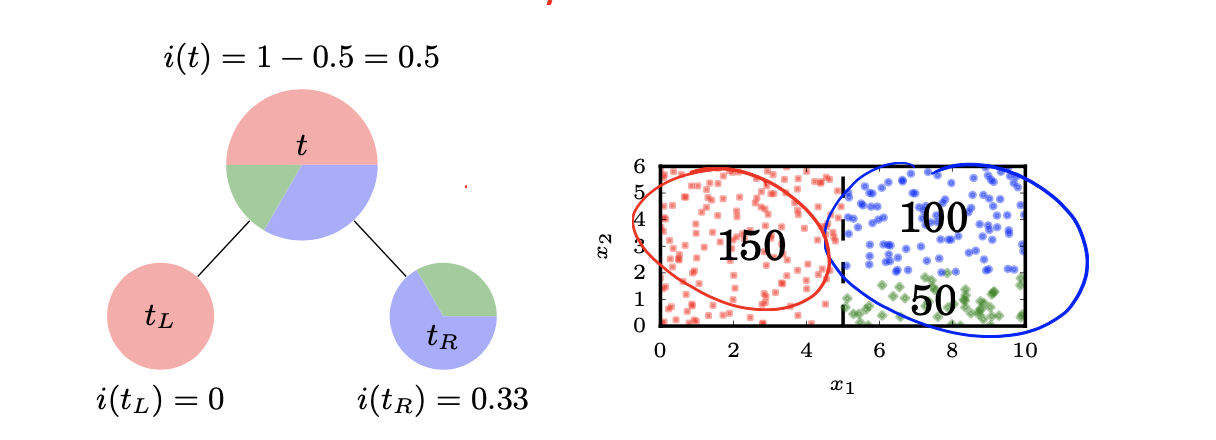 i(t) = 1 − 0.5 = 0.5
t
t_L
t_R
i(t_L) = 0
i(t_R) = 0.33
6
5
4
3
2
1
0
x_2
150
100
50
0 2 4 6 8 10
x_1